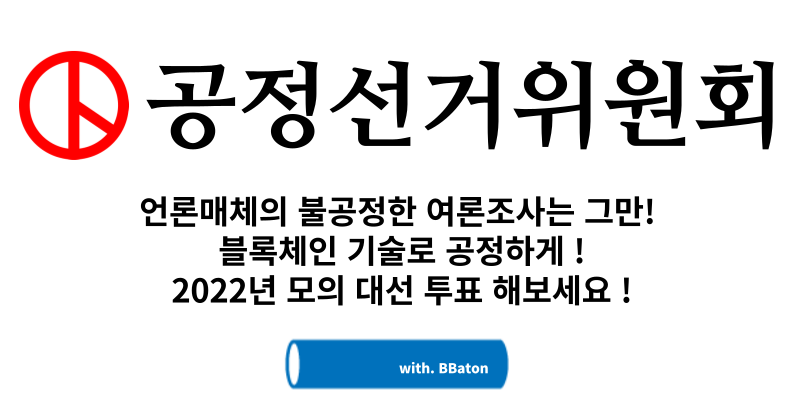 공정선거위원회
언론매체의 불공정한 여론조사는 그만!
블록체인 기술로 공정하게 !
2022년 모의 대선 투표 해보세요 !
with. BBaton